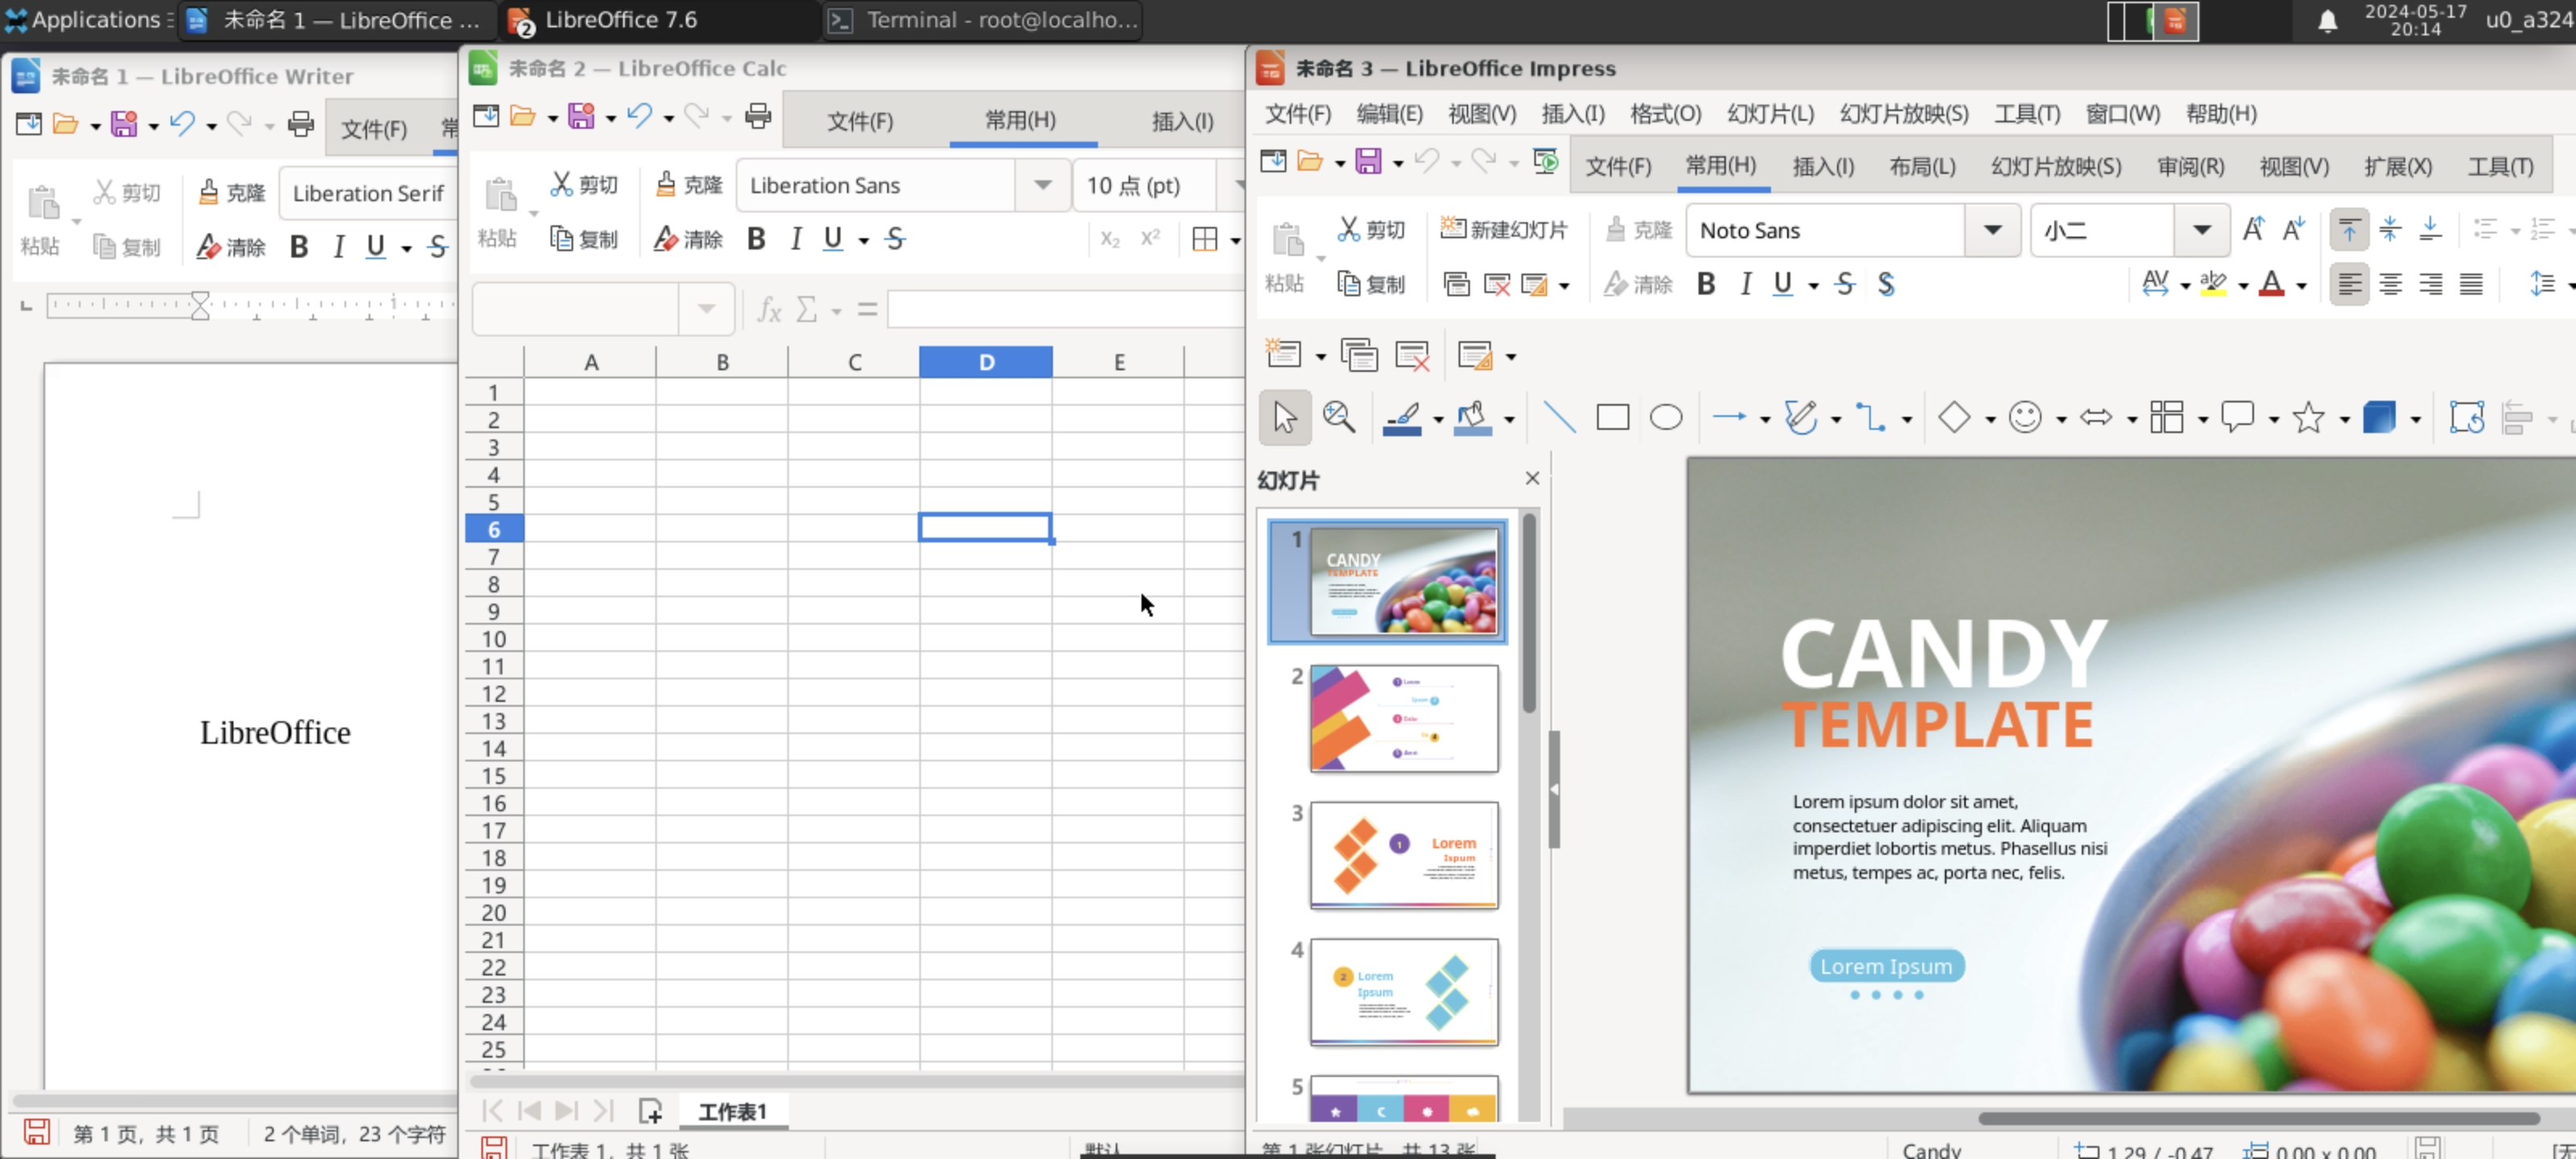 Applications
未命名 1 — LibreOffice ...
2
LibreOffice 7.6
Terminal - root@localho...
2024-05-17
20:14
u0_a324
未命名 1 — LibreOffice Writer
文件(F)
常
粘贴
剪切
复制
克隆
清除
Liberation Serif
B I U S
LibreOffice
第 1 页，共 1 页
2 个单词，23 个字符
未命名 2 — LibreOffice Calc
文件(F)
常用(H)
插入(I)
粘贴
剪切
复制
克隆
清除
Liberation Sans
10 点 (pt)
B I U S
X₂ X²
fx Σ =
A B C D E
1
2
3
4
5
6
7
8
9
10
11
12
13
14
15
16
17
18
19
20
21
22
23
24
25
工作表1
工作表 1，共 1 张
默认
未命名 3 — LibreOffice Impress
文件(F) 编辑(E) 视图(V) 插入(I) 格式(O) 幻灯片(L) 幻灯片放映(S) 工具(T) 窗口(W) 帮助(H)
文件(F) 常用(H) 插入(I) 布局(L) 幻灯片放映(S) 审阅(R) 视图(V) 扩展(X) 工具(T)
粘贴
剪切
复制
新建幻灯片
克隆
清除
Noto Sans
小二
B I U S S
幻灯片
1
CANDY
TEMPLATE
2
3
1
Lorem
Ispum
4
2
Lorem
Ipsum
5
CANDY
TEMPLATE
Lorem ipsum dolor sit amet,
consectetuer adipiscing elit. Aliquam
imperdiet lobortis metus. Phasellus nisi
metus, tempes ac, porta nec, felis.
Lorem Ipsum
第 1 张幻灯片，共 13 张
Candy
1.29 / -0.47
0.00 x 0.00